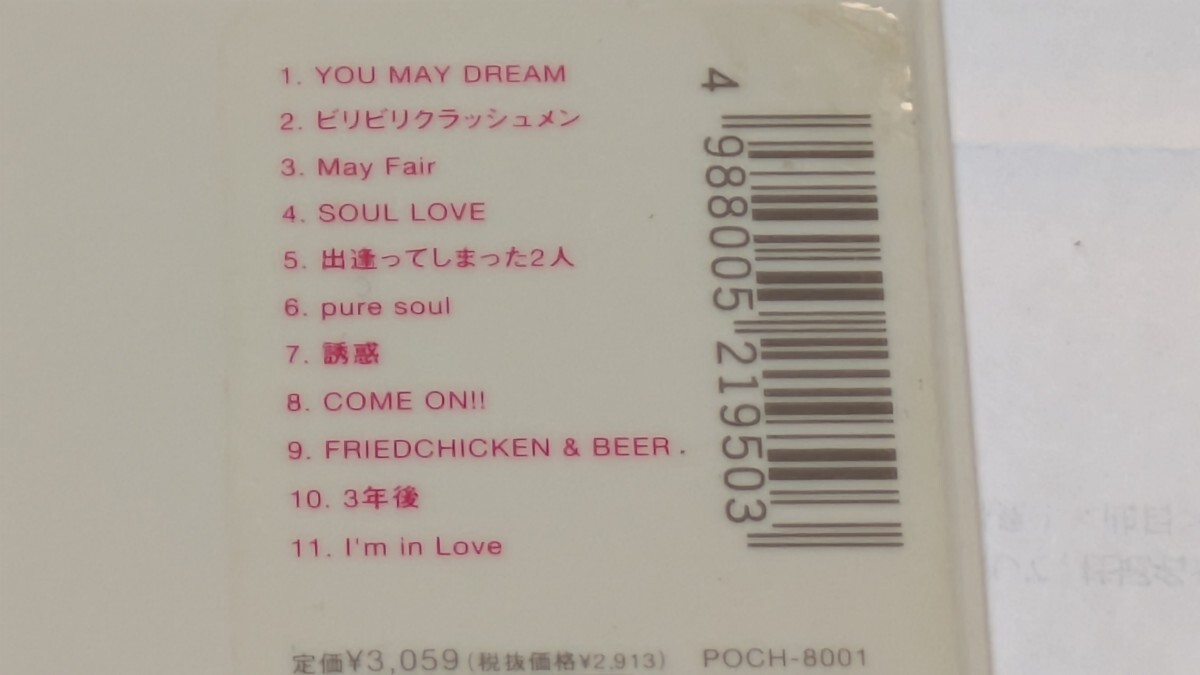 1. YOU MAY DREAM
2. ビリビリクラッシュメン
3. May Fair
4. SOUL LOVE
5. 出逢ってしまった2人
6. pure soul
7. 誘惑
8. COME ON!!
9. FRIEDCHICKEN & BEER
10. 3年後
11. I'm in Love
定価¥3,059(税抜価格¥2,913) POCH-8001
4 988005 219503